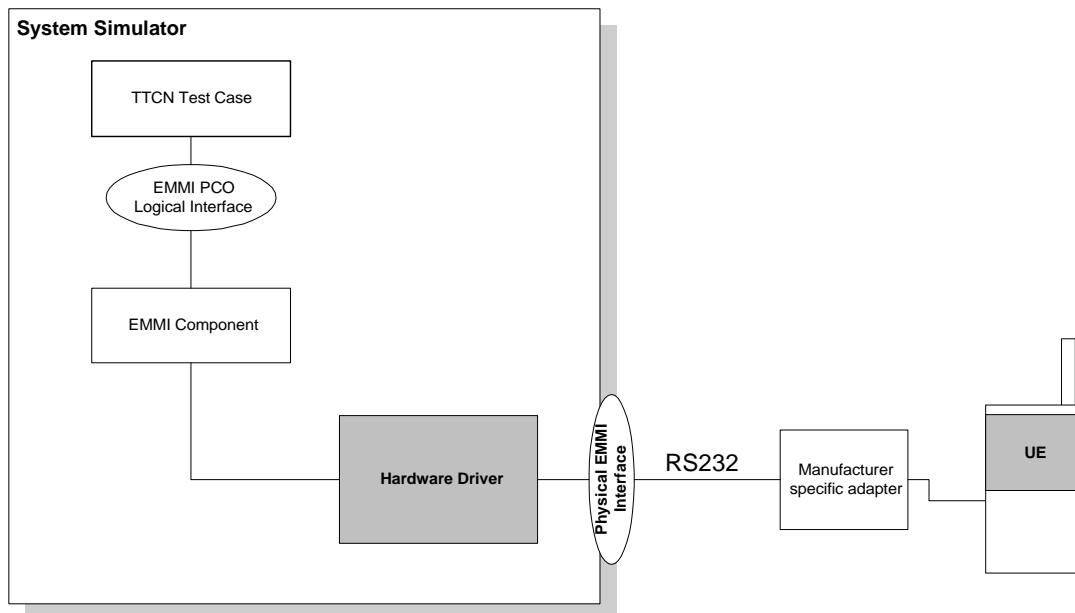 System Simulator
TTCN Test Case
EMMI PCO
Logical Interface
EMMI Component
Hardware Driver
Physical EMMI
Interface
RS232
Manufacturer
specific adapter
UE